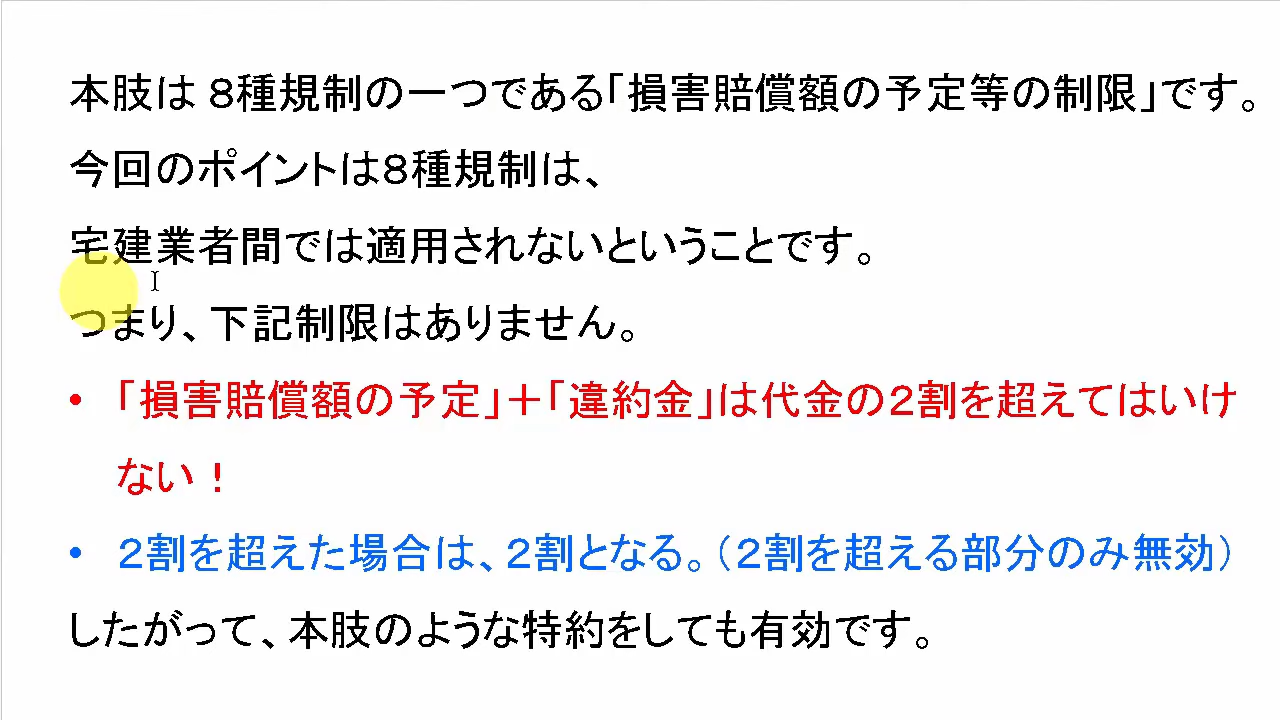 本肢は８種規制の一つである「損害賠償額の予定等の制限」です。
今回のポイントは８種規制は、
宅建業者間では適用されないということです。
つまり、下記制限はありません。
• 「損害賠償額の予定」＋「違約金」は代金の２割を超えてはいけ
ない！
• ２割を超えた場合は、２割となる。（２割を超える部分のみ無効）
したがって、本肢のような特約をしても有効です。